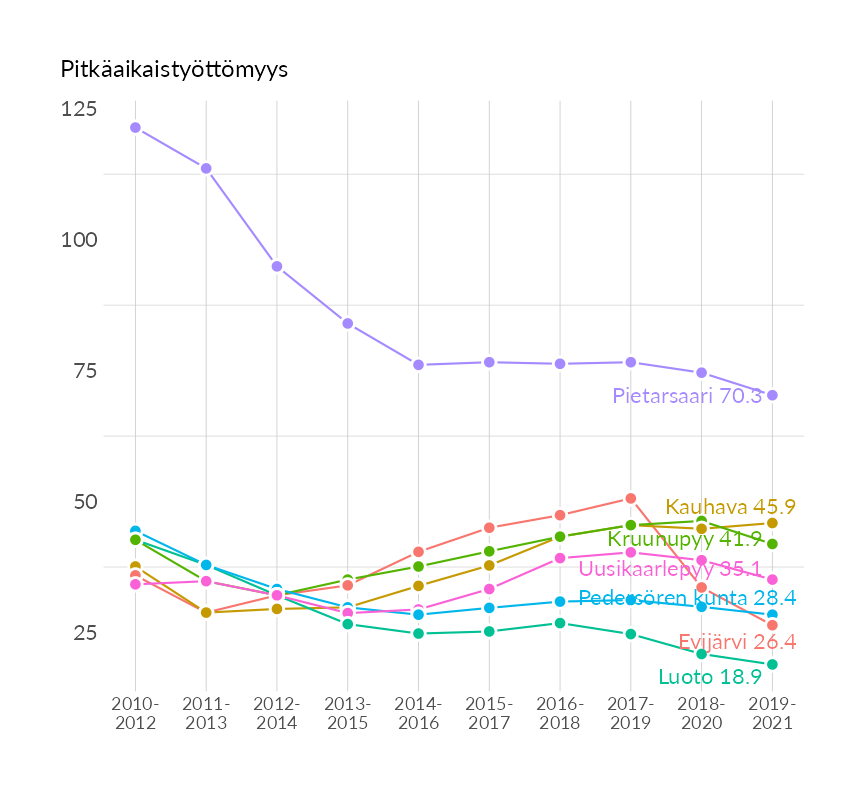 Pitkäaikaistyöttömyys
125
100
75
50
25
Pietarsaari 70.3
Kauhava 45.9
Kruunupyy 41.9
Uusikaarlepyy 35.1
Pedersören kunta 28.4
Evijärvi 26.4
Luoto 18.9
2010- 2011- 2012- 2013- 2014- 2015- 2016- 2017- 2018- 2019-
2012 2013 2014 2015 2016 2017 2018 2019 2020 2021